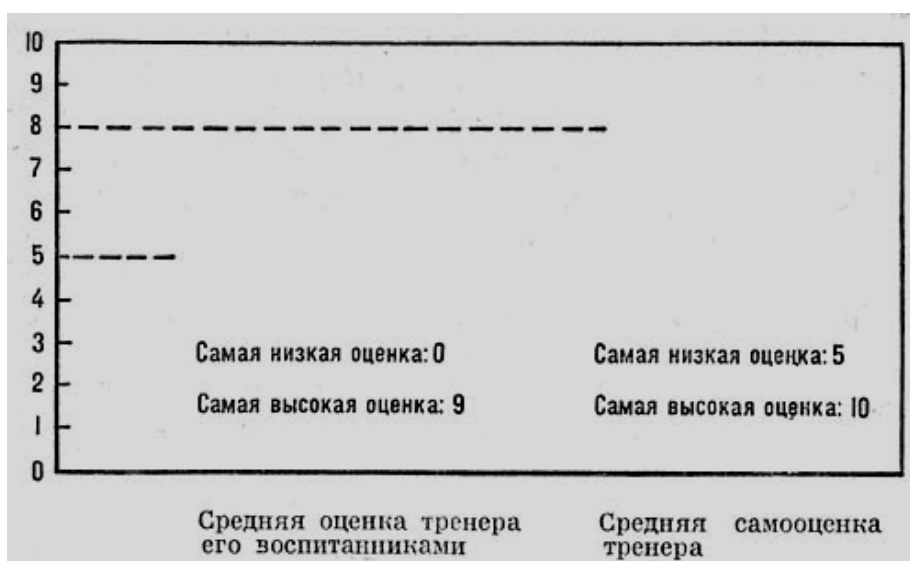 10
9
8
7
6
5
4
3
2
1
0
Самая низкая оценка: 0
Самая высокая оценка: 9
Самая низкая оценка: 5
Самая высокая оценка: 10
Средняя оценка тренера
его воспитанниками
Средняя самооценка
тренера